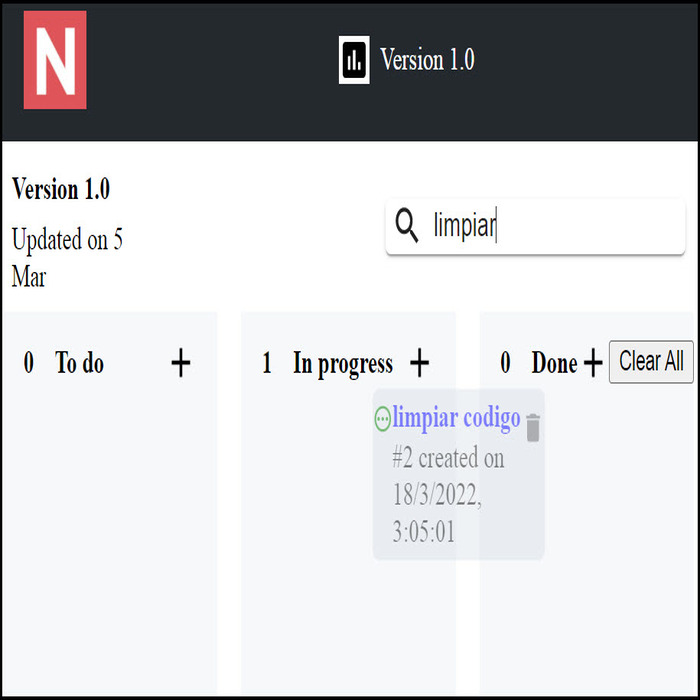 N
Version 1.0
Version 1.0
Updated on 5
Mar
limpiar
0 To do +
1 In progress +
0 Done + Clear All
limpiar codigo
#2 created on
18/3/2022,
3:05:01